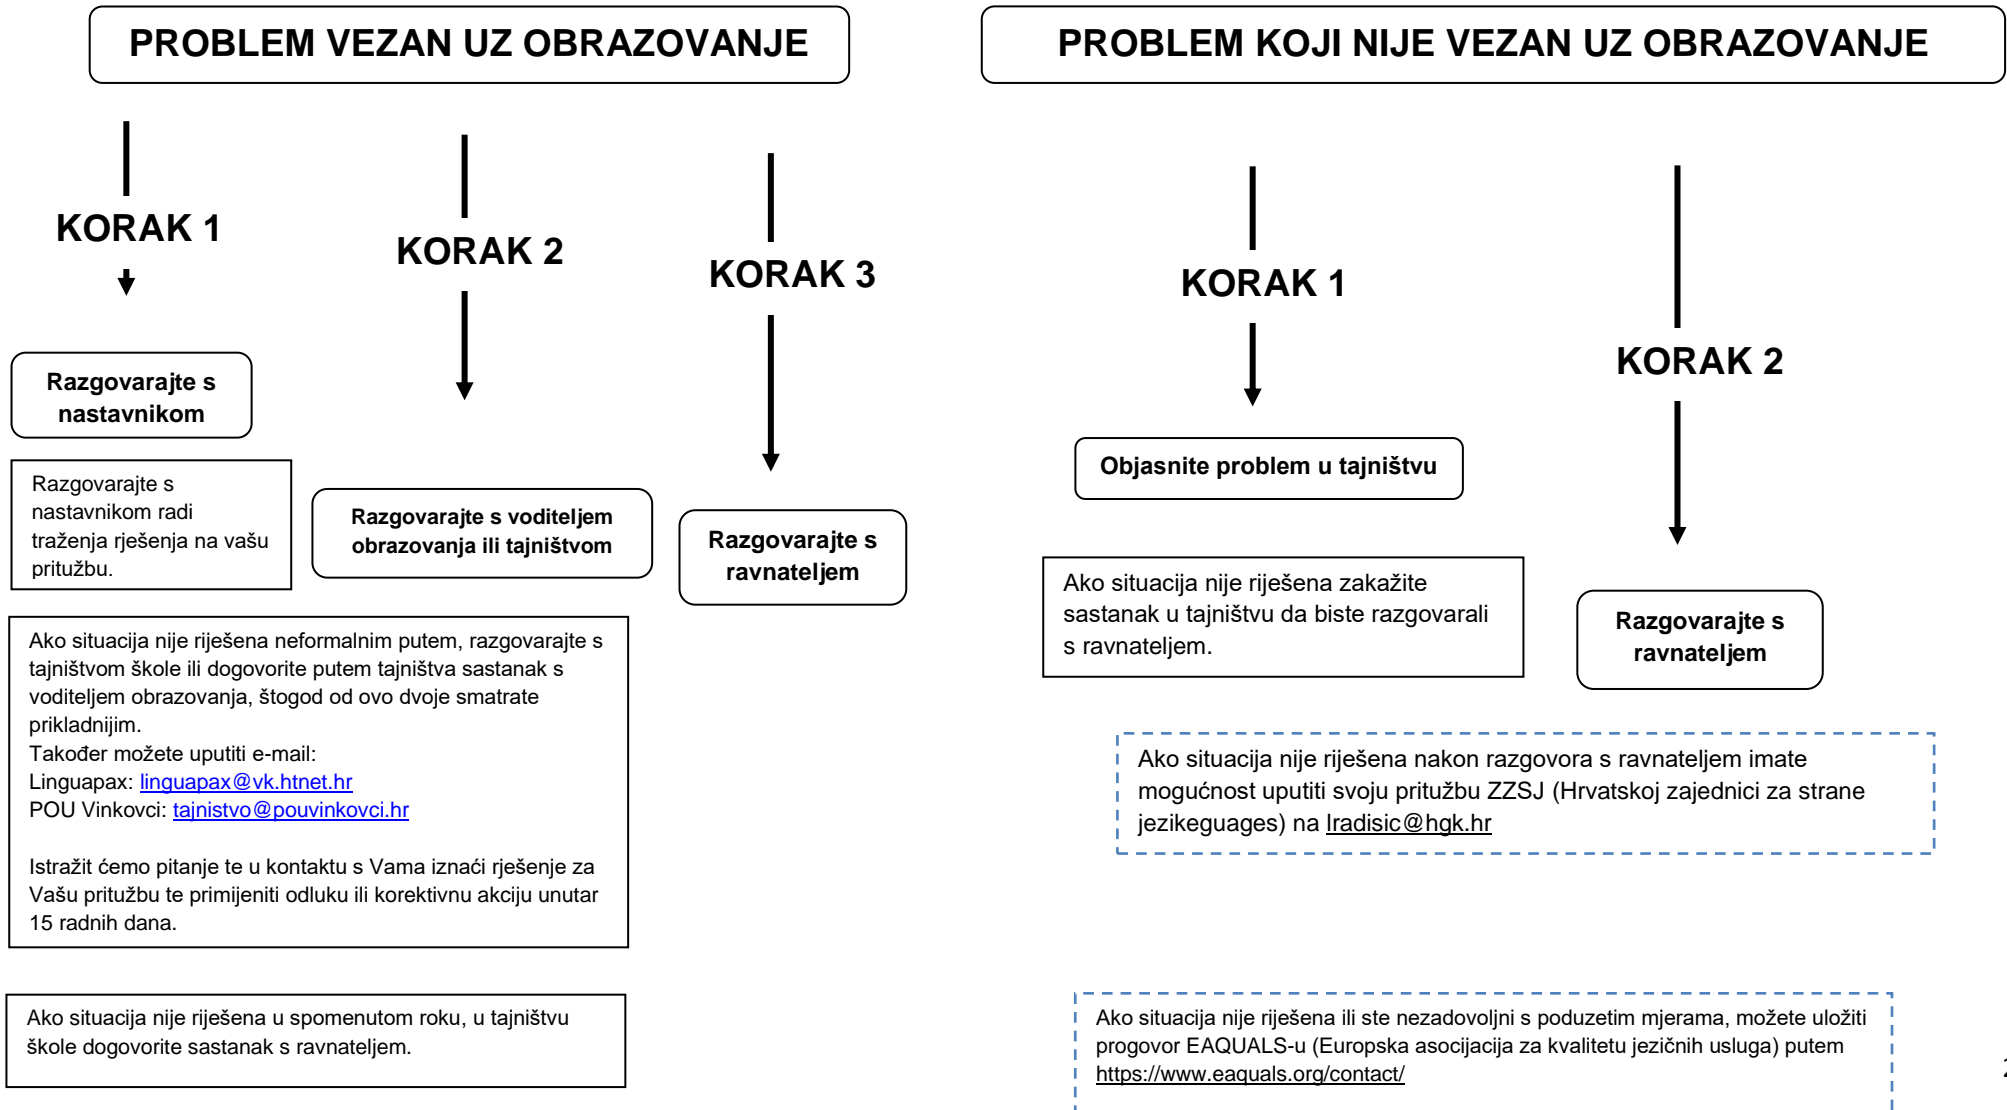 PROBLEM VEZAN UZ OBRAZOVANJE
KORAK 1
KORAK 2
KORAK 3
Razgovarajte s
nastavnikom
Razgovarajte s
nastavnikom radi
traženja rješenja na vašu
pritužbu.
Razgovarajte s voditeljem
obrazovanja ili tajništvom
Razgovarajte s
ravnateljem
Ako situacija nije riješena neformalnim putem, razgovarajte s
tajništvom škole ili dogovorite putem tajništva sastanak s
voditeljem obrazovanja, štogod od ovo dvoje smatrate
prikladnijim.
Također možete uputiti e-mail:
Linguapax: linguapax@vk.htnet.hr
POU Vinkovci: tajnistvo@pouvinkovci.hr
Istražit ćemo pitanje te u kontaktu s Vama iznaći rješenje za
Vašu pritužbu te primijeniti odluku ili korektivnu akciju unutar
15 radnih dana.
Ako situacija nije riješena u spomenutom roku, u tajništvu
škole dogovorite sastanak s ravnateljem.
PROBLEM KOJI NIJE VEZAN UZ OBRAZOVANJE
KORAK 1
KORAK 2
Objasnite problem u tajništvu
Ako situacija nije riješena zakažite
sastanak u tajništvu da biste razgovarali
s ravnateljem.
Razgovarajte s
ravnateljem
Ako situacija nije riješena nakon razgovora s ravnateljem imate
mogućnost uputiti svoju pritužbu ZZSJ (Hrvatskoj zajednici za strane
jezikeguages) na lradisic@hgk.hr
Ako situacija nije riješena ili ste nezadovoljni s poduzetim mjerama, možete uložiti
progovor EAQUALS-u (Europska asocijacija za kvalitetu jezičnih usluga) putem
https://www.eaquals.org/contact/